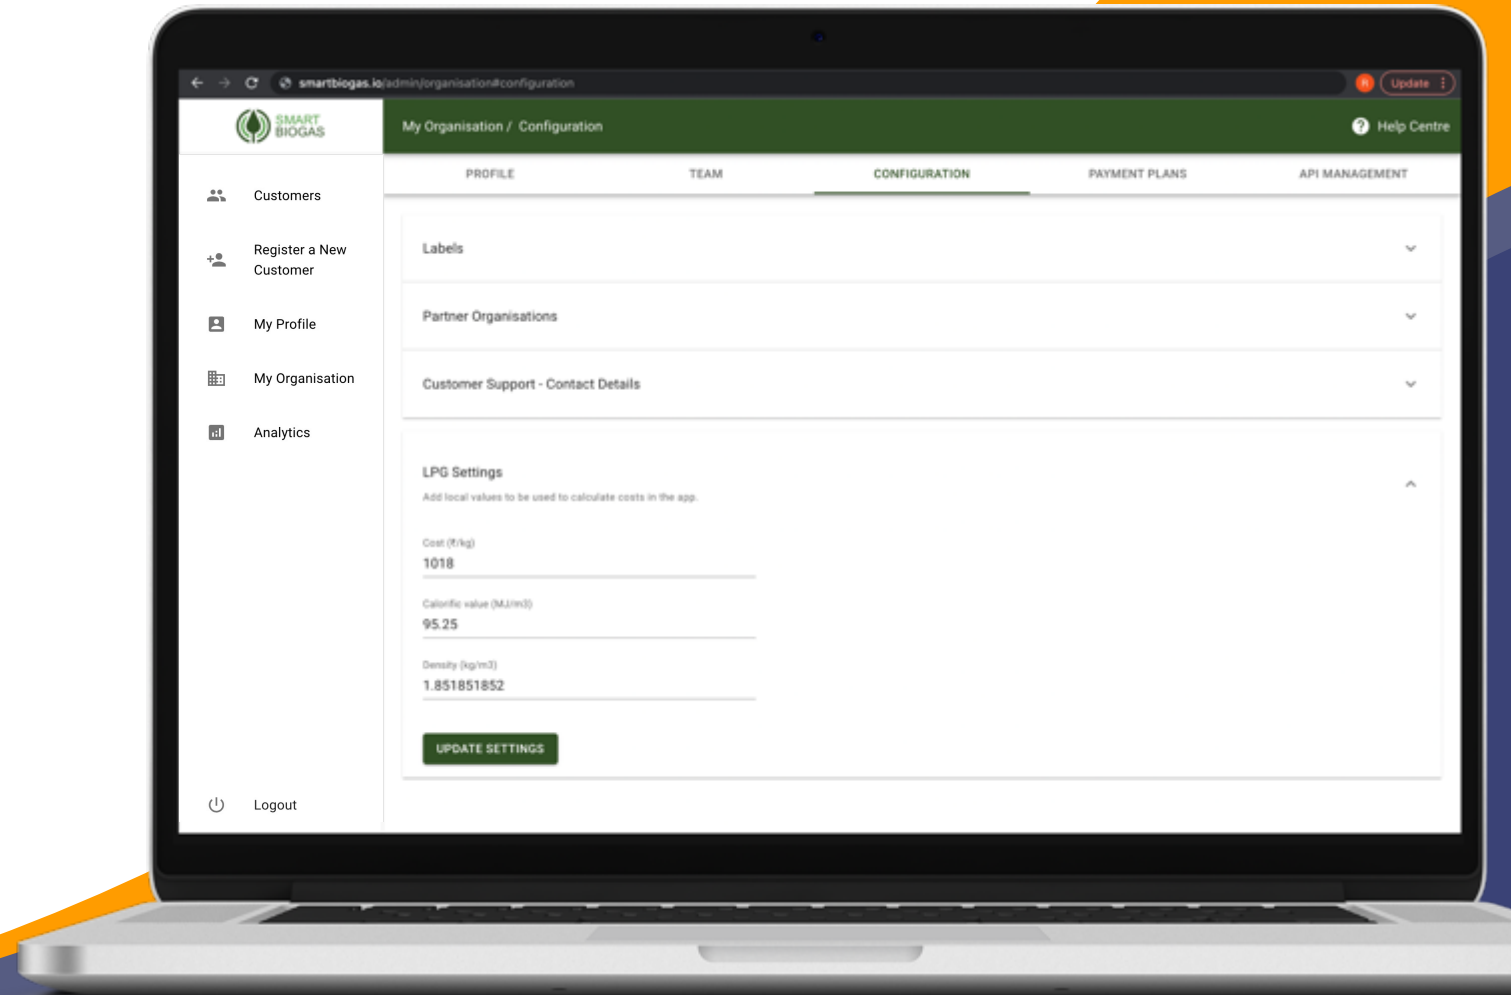 smartbiogas.io/admin/organisation#configuration
R
Update
SMART
BIOGAS
My Organisation / Configuration
? Help Centre
PROFILE
TEAM
CONFIGURATION
PAYMENT PLANS
API MANAGEMENT
Customers
Register a New
Customer
My Profile
My Organisation
Analytics
Logout
Labels
Partner Organisations
Customer Support - Contact Details
LPG Settings
Add local values to be used to calculate costs in the app.
Cost (₹/kg)
1018
Calorific value (MJ/m3)
95.25
Density (kg/m3)
1.851851852
UPDATE SETTINGS